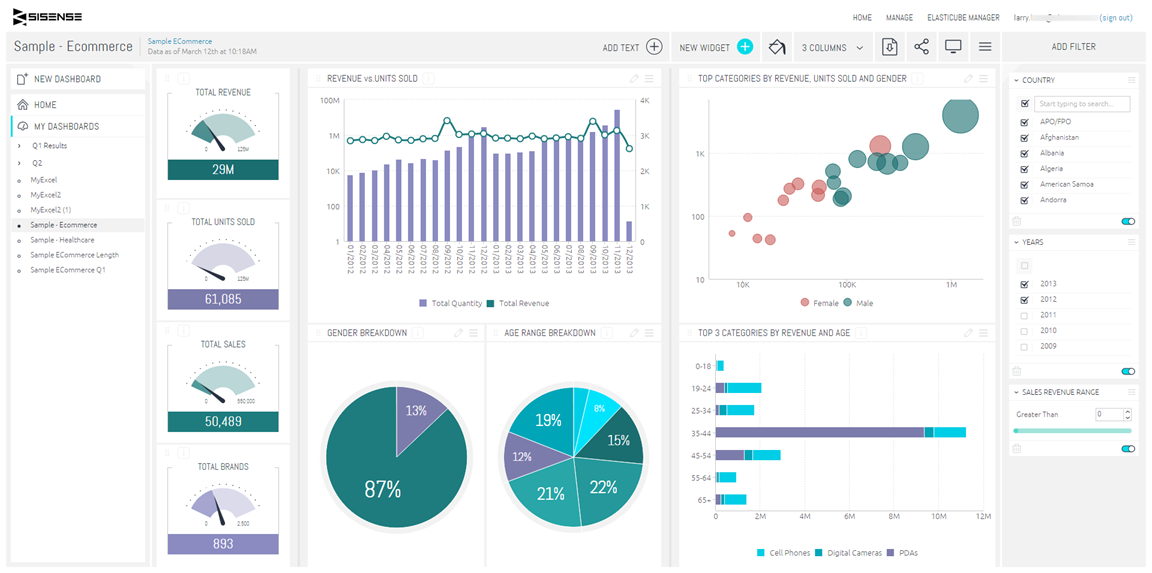 SISENSE
HOME MANAGE ELASTICUBE MANAGER larry. (sign out)
Sample - Ecommerce
Sample ECommerce
Data as of March 12th at 10:18AM
ADD TEXT
NEW WIDGET
3 COLUMNS
ADD FILTER
NEW DASHBOARD
HOME
MY DASHBOARDS
Q1 Results
Q2
MyExcel
MyExcel2
MyExcel2 (1)
Sample - Ecommerce
Sample - Healthcare
Sample ECommerce Length
Sample ECommerce Q1
TOTAL REVENUE
0 125M
29M
TOTAL UNITS SOLD
0 125M
61,085
TOTAL SALES
0 550,000
50,489
TOTAL BRANDS
0 2,500
893
REVENUE vs.UNITS SOLD
100M 4K
1M 3K
10K 2K
100 1K
1 0
01/2012 02/2012 03/2012 04/2012 05/2012 06/2012 07/2012 08/2012 09/2012 10/2012 11/2012 12/2012 01/2013 02/2013 03/2013 04/2013 05/2013 06/2013 07/2013 08/2013 09/2013 10/2013 11/2013 12/2013
Total Quantity Total Revenue
GENDER BREAKDOWN
13%
87%
AGE RANGE BREAKDOWN
8%
19%
15%
12%
21%
22%
TOP CATEGORIES BY REVENUE, UNITS SOLD AND GENDER
1K
100
10
10K 100K 1M
Female Male
TOP 3 CATEGORIES BY REVENUE AND AGE
0-18
19-24
25-34
35-44
45-54
55-64
65+
0 2M 4M 6M 8M 10M 12M
Cell Phones Digital Cameras PDAs
COUNTRY
Start typing to search...
APO/FPO
Afghanistan
Albania
Algeria
American Samoa
Andorra
YEARS
2013
2012
2011
2010
2009
SALES REVENUE RANGE
Greater Than 0